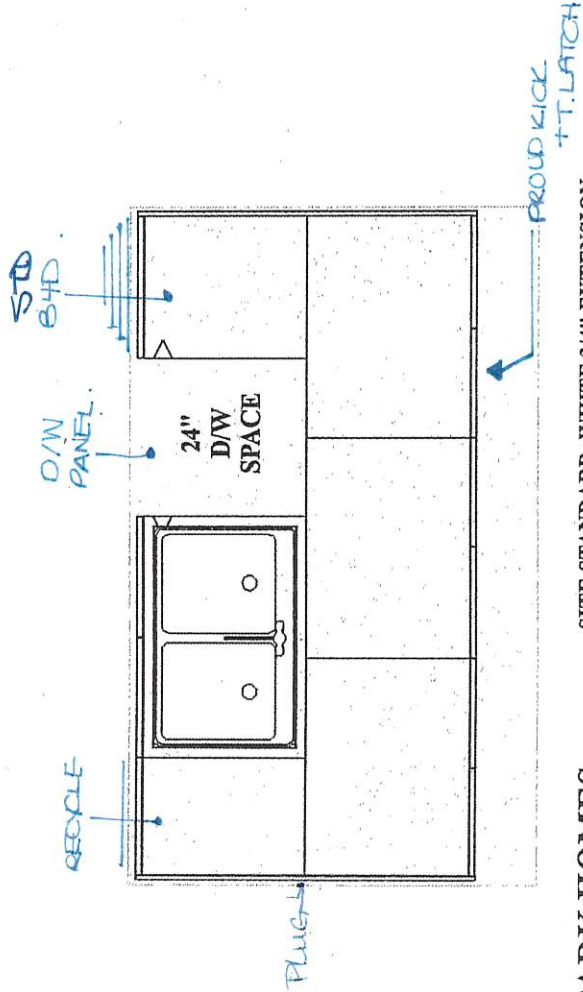 STD
B4D.
D/W
PANEL.
24"
D/W
SPACE
RECYCLE
PLUG
PROUD KICK
+ T. LATCH